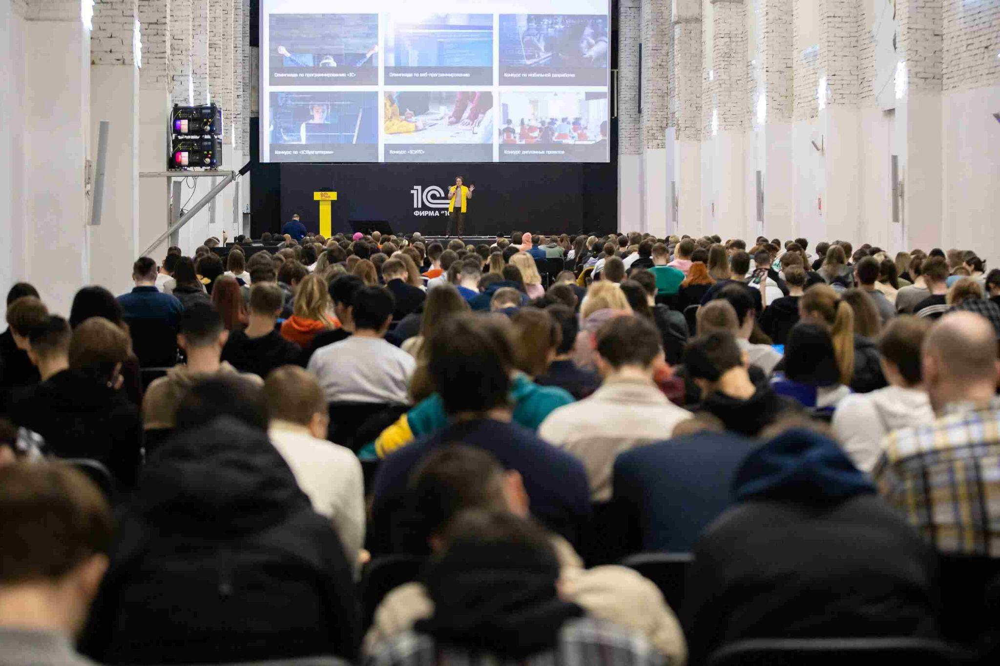 Олимпиада по программированию «1С»
Олимпиада по веб-программированию
Конкурс по мобильной разработке
Конкурс по «1С:Бухгалтерии»
Конкурс «1С:ИТС»
Конкурс дипломных проектов
1С
1С
ФИРМА "1С